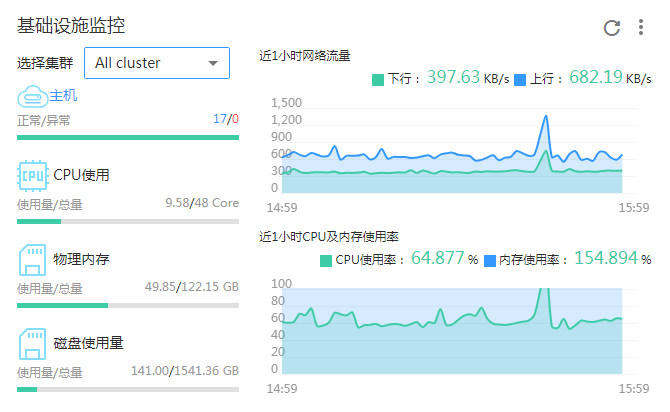 基础设施监控
选择集群
All cluster
主机
正常/异常
17/0
CPU
CPU使用
使用量/总量
9.58/48 Core
物理内存
使用量/总量
49.85/122.15 GB
磁盘使用量
使用量/总量
141.00/1541.36 GB
近1小时网络流量
下行： 397.63 KB/s 上行： 682.19 KB/s
1,500
1,200
900
600
300
0
14:59
15:59
近1小时CPU及内存使用率
CPU使用率： 64.877 % 内存使用率： 154.894 %
100
80
60
40
20
0
14:59
15:59